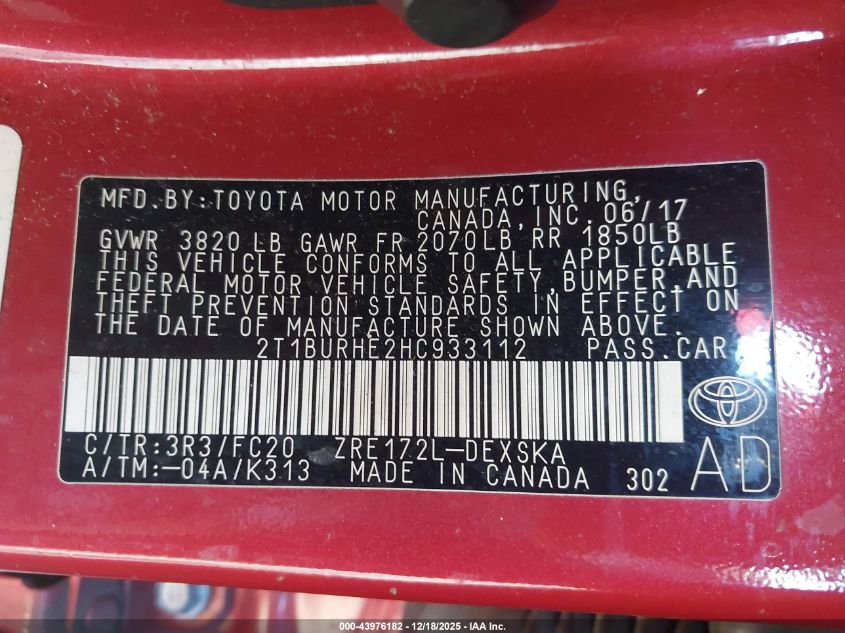 MFD. BY: TOYOTA MOTOR MANUFACTURING,
CANADA, INC. 06/17
GVWR 3820 LB GAWR FR 2070LB RR 1850LB
THIS VEHICLE CONFORMS TO ALL APPLICABLE
FEDERAL MOTOR VEHICLE SAFETY, BUMPER, AND
THEFT PREVENTION STANDARDS IN EFFECT ON
THE DATE OF MANUFACTURE SHOWN ABOVE.
2T1BURHE2HC933112 PASS.CAR
C/TR:3R3/FC20 ZRE172L-DEXSKA
A/TM:-04A/K313 MADE IN CANADA 302 AD
000-43976182 | 12/18/2025 - IAA Inc.